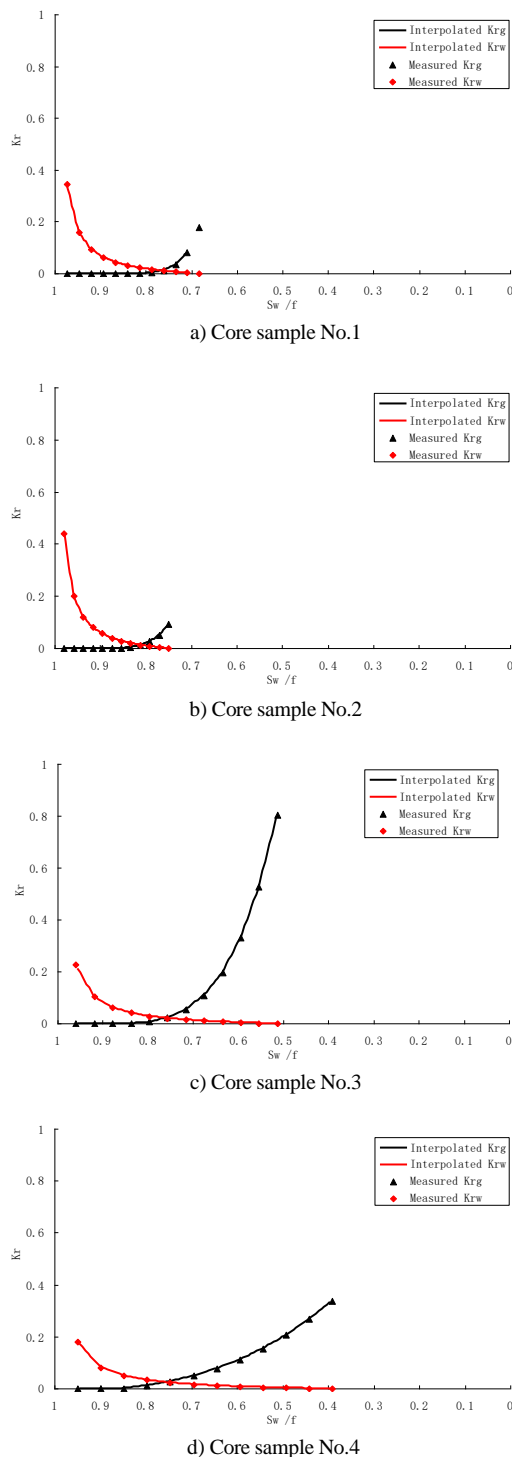 1
0.8
0.6
0.4
0.2
0
Kr
1 0.9 0.8 0.7 0.6 0.5 0.4 0.3 0.2 0.1 0
Sw /f
Interpolated Krg
Interpolated Krw
Measured Krg
Measured Krw
a) Core sample No.1
1
0.8
0.6
0.4
0.2
0
Kr
1 0.9 0.8 0.7 0.6 0.5 0.4 0.3 0.2 0.1 0
Sw /f
Interpolated Krg
Interpolated Krw
Measured Krg
Measured Krw
b) Core sample No.2
1
0.8
0.6
0.4
0.2
0
Kr
1 0.9 0.8 0.7 0.6 0.5 0.4 0.3 0.2 0.1 0
Sw /f
Interpolated Krg
Interpolated Krw
Measured Krg
Measured Krw
c) Core sample No.3
1
0.8
0.6
0.4
0.2
0
Kr
1 0.9 0.8 0.7 0.6 0.5 0.4 0.3 0.2 0.1 0
Sw /f
Interpolated Krg
Interpolated Krw
Measured Krg
Measured Krw
d) Core sample No.4